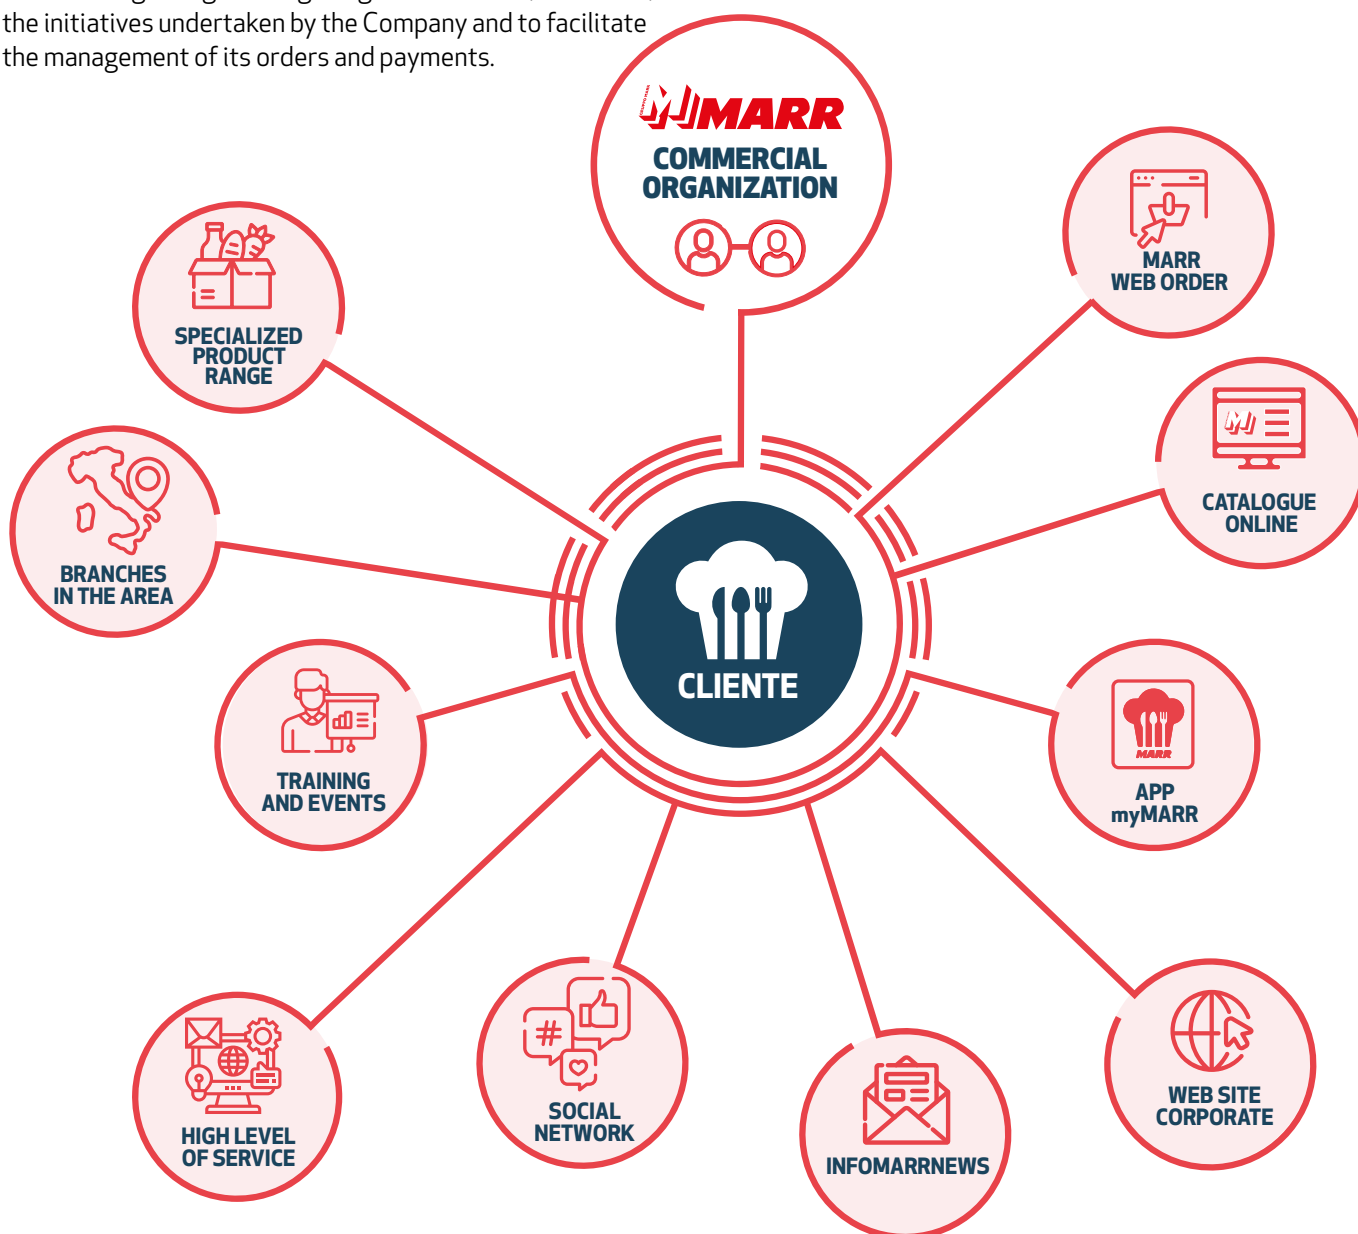 the initiatives undertaken by the Company and to facilitate
the management of its orders and payments.
MARR
COMMERCIAL
ORGANIZATION
MARR
WEB ORDER
SPECIALIZED
PRODUCT
RANGE
CATALOGUE
ONLINE
BRANCHES
IN THE AREA
CLIENTE
TRAINING
AND EVENTS
MARR
APP
myMARR
#
SOCIAL
NETWORK
WEB SITE
CORPORATE
HIGH LEVEL
OF SERVICE
INFOMARRNEWS